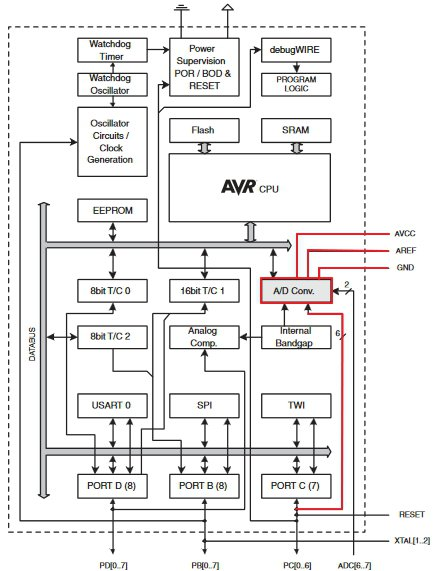 Watchdog
Timer
Power
Supervision
POR / BOD &
RESET
debugWIRE
Watchdog
Oscillator
PROGRAM
LOGIC
Oscillator
Circuits /
Clock
Generation
Flash
SRAM
AVR CPU
EEPROM
AVCC
AREF
GND
8bit T/C 0
16bit T/C 1
A/D Conv.
2
DATABUS
8bit T/C 2
Analog
Comp.
Internal
Bandgap
6
USART 0
SPI
TWI
PORT D (8)
PORT B (8)
PORT C (7)
RESET
XTAL[1..2]
PD[0..7]
PB[0..7]
PC[0..6]
ADC[6..7]